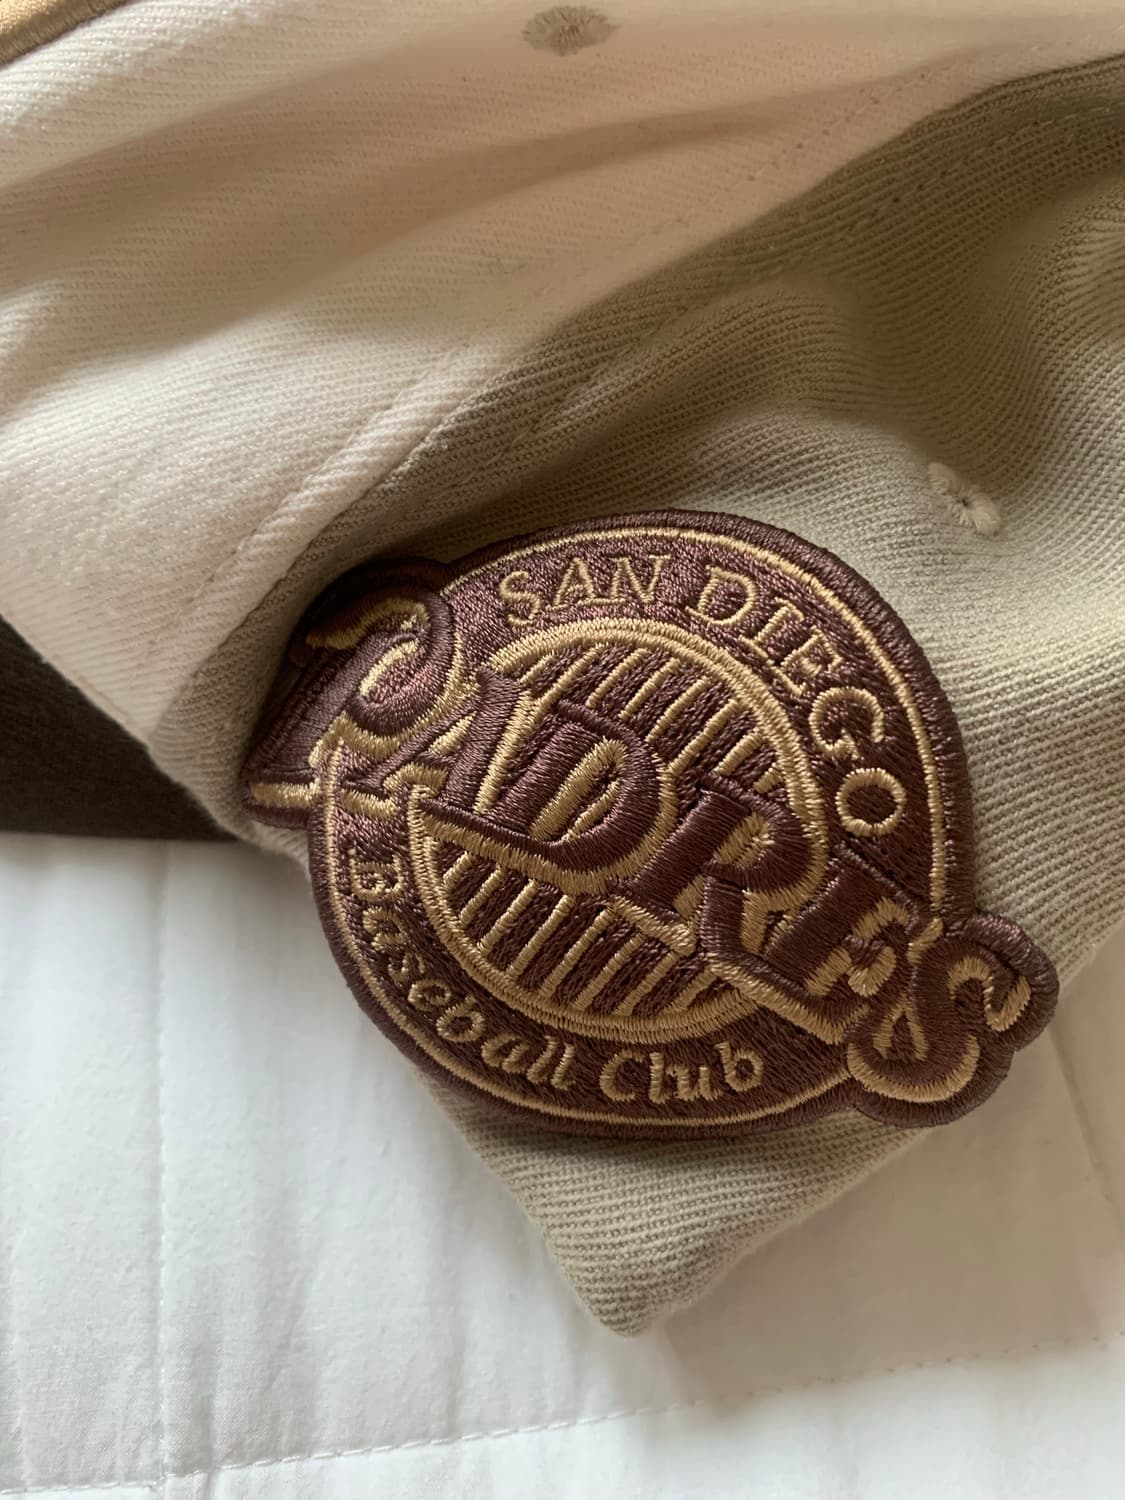 SAN DIEGO
PADRES
Baseball Club